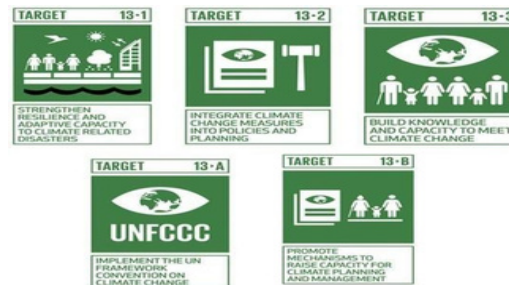 TARGET 13-1
STRENGTHEN
RESILIENCE AND
ADAPTIVE CAPACITY
TO CLIMATE RELATED
DISASTERS
TARGET 13-2
INTEGRATE CLIMATE
CHANGE MEASURES
INTO POLICIES AND
PLANNING
TARGET 13-3
BUILD KNOWLEDGE
AND CAPACITY TO MEET
CLIMATE CHANGE
TARGET 13-A
UNFCCC
IMPLEMENT THE UN
FRAMEWORK
CONVENTION ON
CLIMATE CHANGE
TARGET 13-B
PROMOTE
MECHANISMS TO
RAISE CAPACITY FOR
CLIMATE PLANNING
AND MANAGEMENT